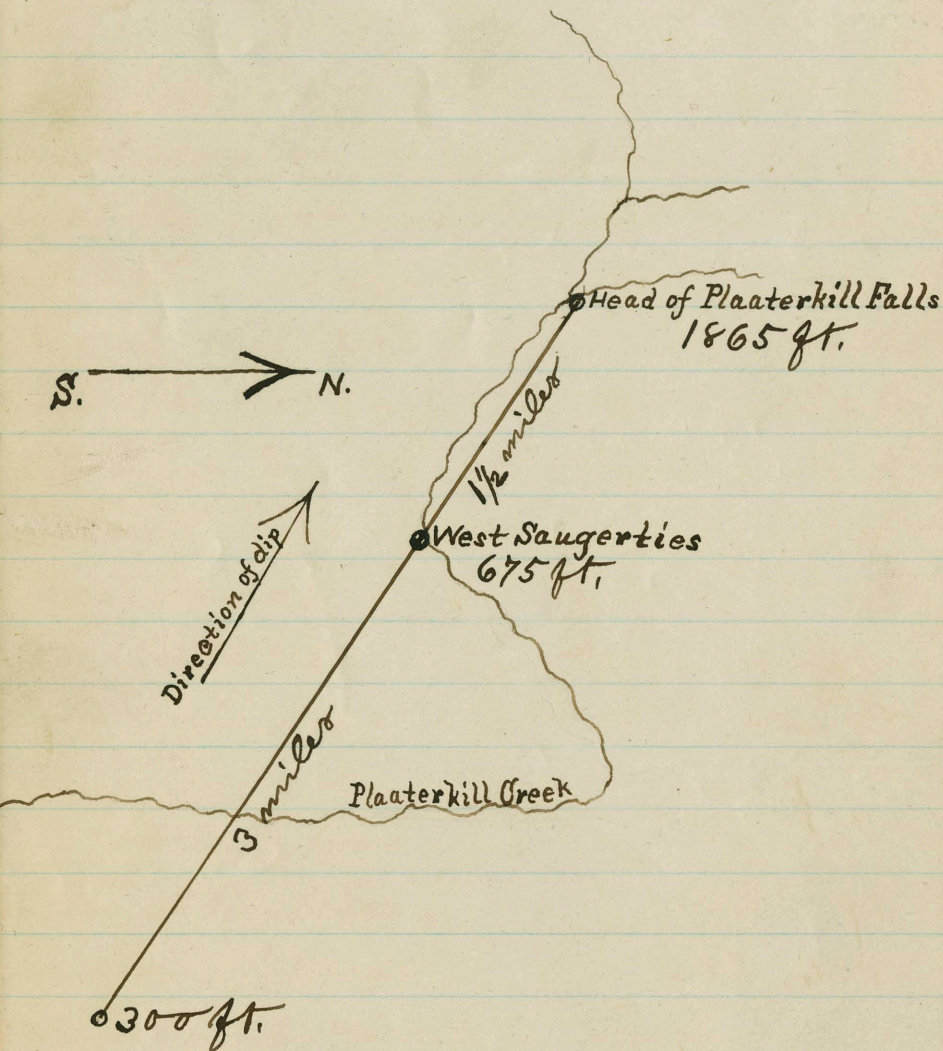 Head of Plaaterkill Falls
1865 ft.
S.
N.
1½ miles
West Saugerties
675 ft.
Direction of dip
3 miles
Plaaterkill Creek
300 ft.